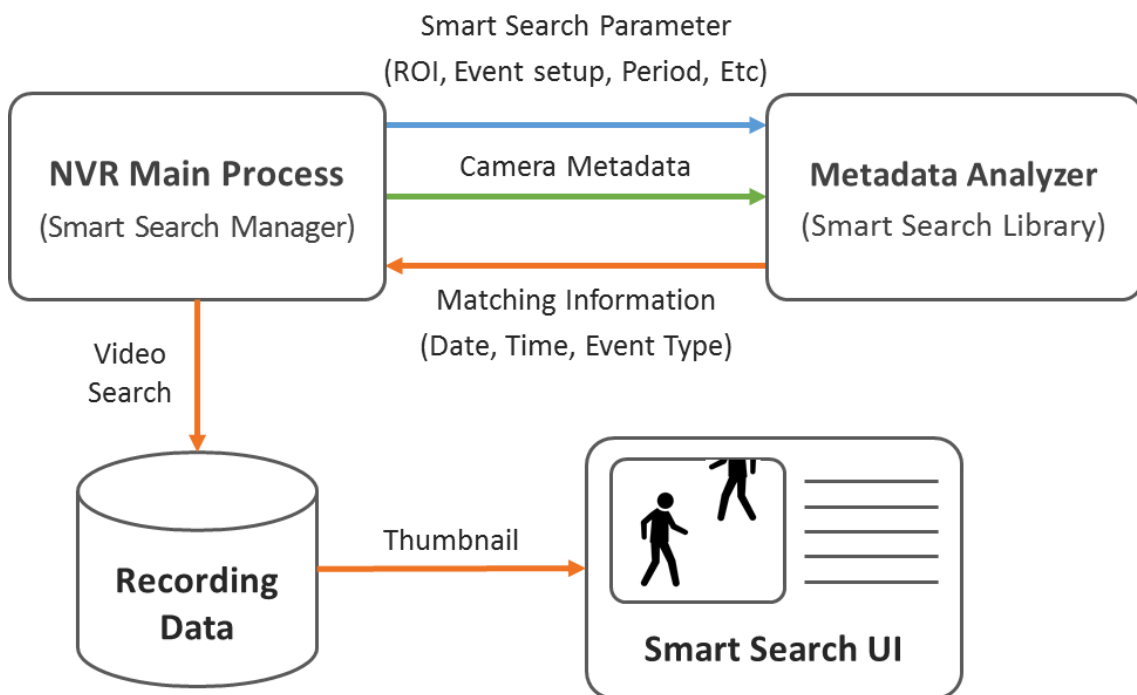 Smart Search Parameter
(ROI, Event setup, Period, Etc)
NVR Main Process
(Smart Search Manager)
Camera Metadata
Metadata Analyzer
(Smart Search Library)
Matching Information
(Date, Time, Event Type)
Video
Search
Recording
Data
Thumbnail
Smart Search UI